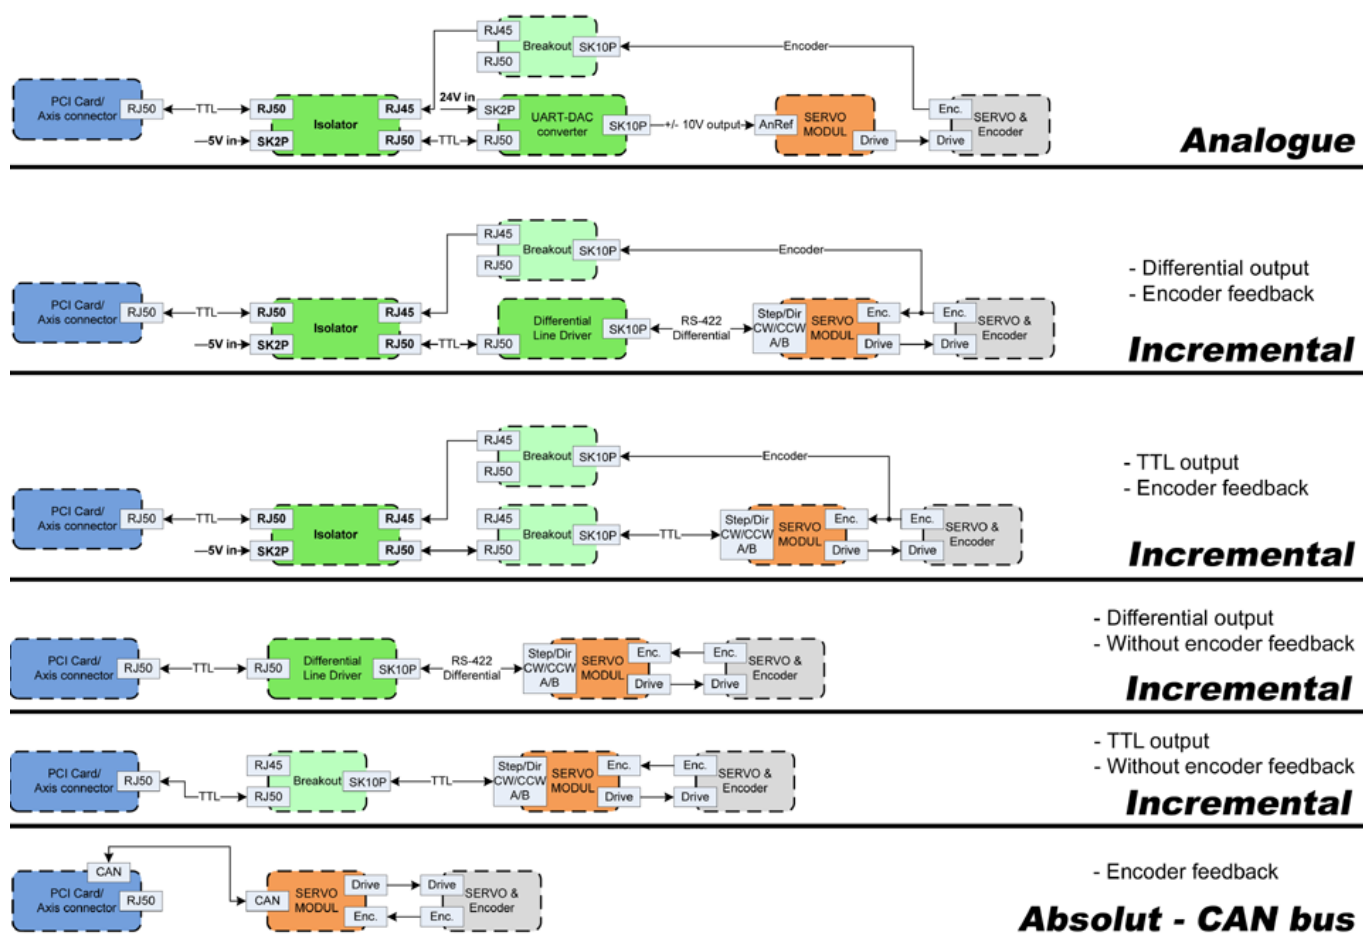 RJ45
Breakout
SK10P
RJ50
Encoder
PCI Card/
Axis connector
RJ50
TTL
RJ50
Isolator
RJ45
5V in
SK2P
RJ50
TTL
24V in
SK2P
UART-DAC
converter
RJ50
SK10P
+/- 10V output
AnRef
SERVO
MODUL
Drive
Enc.
SERVO &
Encoder
Drive
Analogue
RJ45
Breakout
SK10P
RJ50
Encoder
PCI Card/
Axis connector
RJ50
TTL
RJ50
Isolator
RJ45
5V in
SK2P
RJ50
TTL
RJ50
Differential
Line Driver
SK10P
RS-422
Differential
Step/Dir
CW/CCW
A/B
SERVO
MODUL
Enc.
Drive
Enc.
SERVO &
Encoder
Drive
- Differential output
- Encoder feedback
Incremental
RJ45
Breakout
SK10P
RJ50
Encoder
PCI Card/
Axis connector
RJ50
TTL
RJ50
Isolator
RJ45
5V in
SK2P
RJ50
RJ45
Breakout
SK10P
RJ50
TTL
Step/Dir
CW/CCW
A/B
SERVO
MODUL
Enc.
Drive
Enc.
SERVO &
Encoder
Drive
- TTL output
- Encoder feedback
Incremental
PCI Card/
Axis connector
RJ50
TTL
RJ50
Differential
Line Driver
SK10P
RS-422
Differential
Step/Dir
CW/CCW
A/B
SERVO
MODUL
Enc.
Drive
Enc.
SERVO &
Encoder
Drive
- Differential output
- Without encoder feedback
Incremental
PCI Card/
Axis connector
RJ50
TTL
RJ45
Breakout
SK10P
RJ50
TTL
Step/Dir
CW/CCW
A/B
SERVO
MODUL
Enc.
Drive
Enc.
SERVO &
Encoder
Drive
- TTL output
- Without encoder feedback
Incremental
CAN
PCI Card/
Axis connector
RJ50
CAN
SERVO
MODUL
Drive
Enc.
Drive
SERVO &
Encoder
Enc.
- Encoder feedback
Absolut - CAN bus